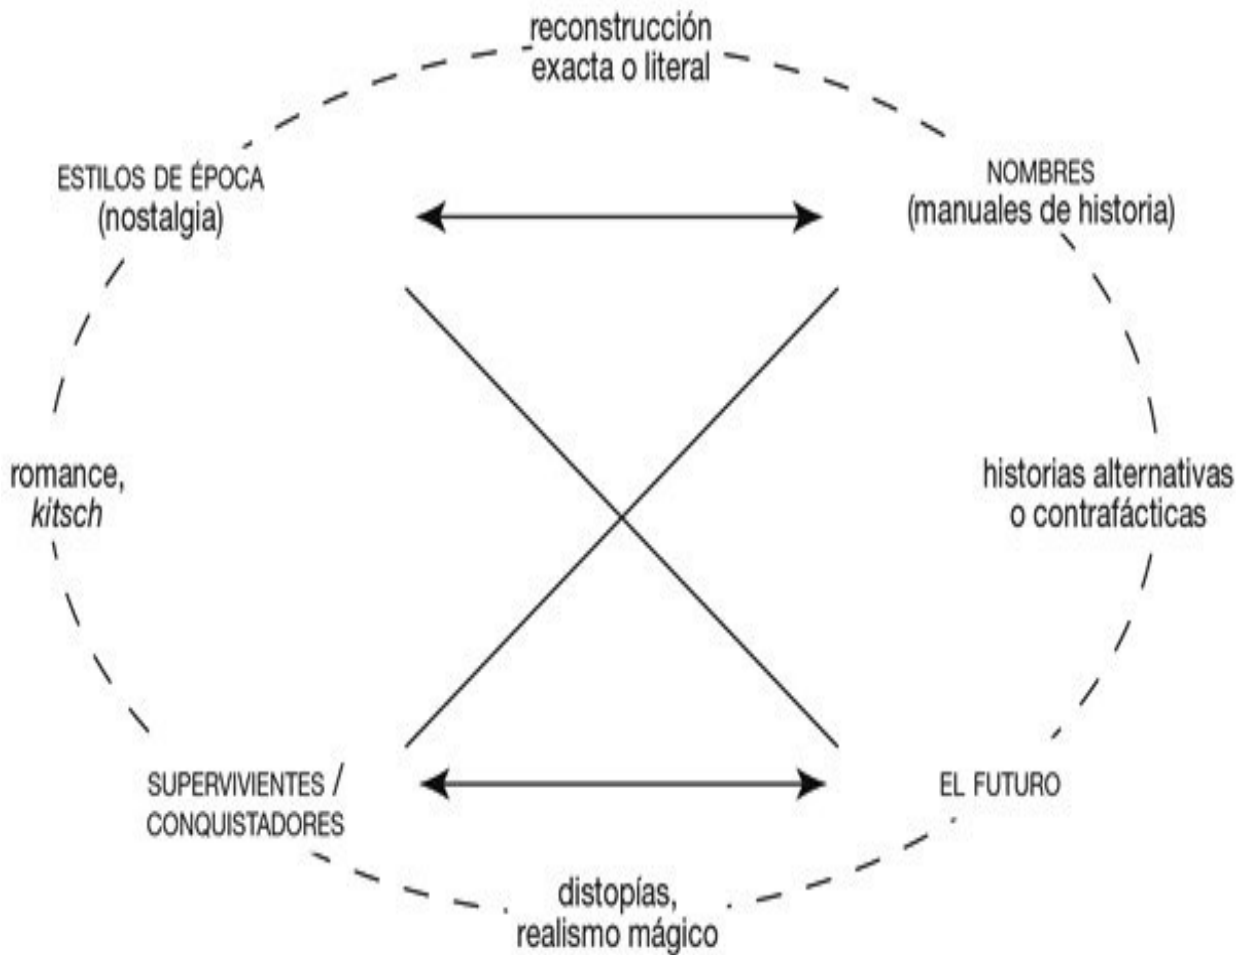 reconstrucción
exacta o literal
ESTILOS DE ÉPOCA
(nostalgia)
NOMBRES
(manuales de historia)
romance,
kitsch
historias alternativas
o contrafácticas
SUPERVIVIENTES /
CONQUISTADORES
EL FUTURO
distopías,
realismo mágico